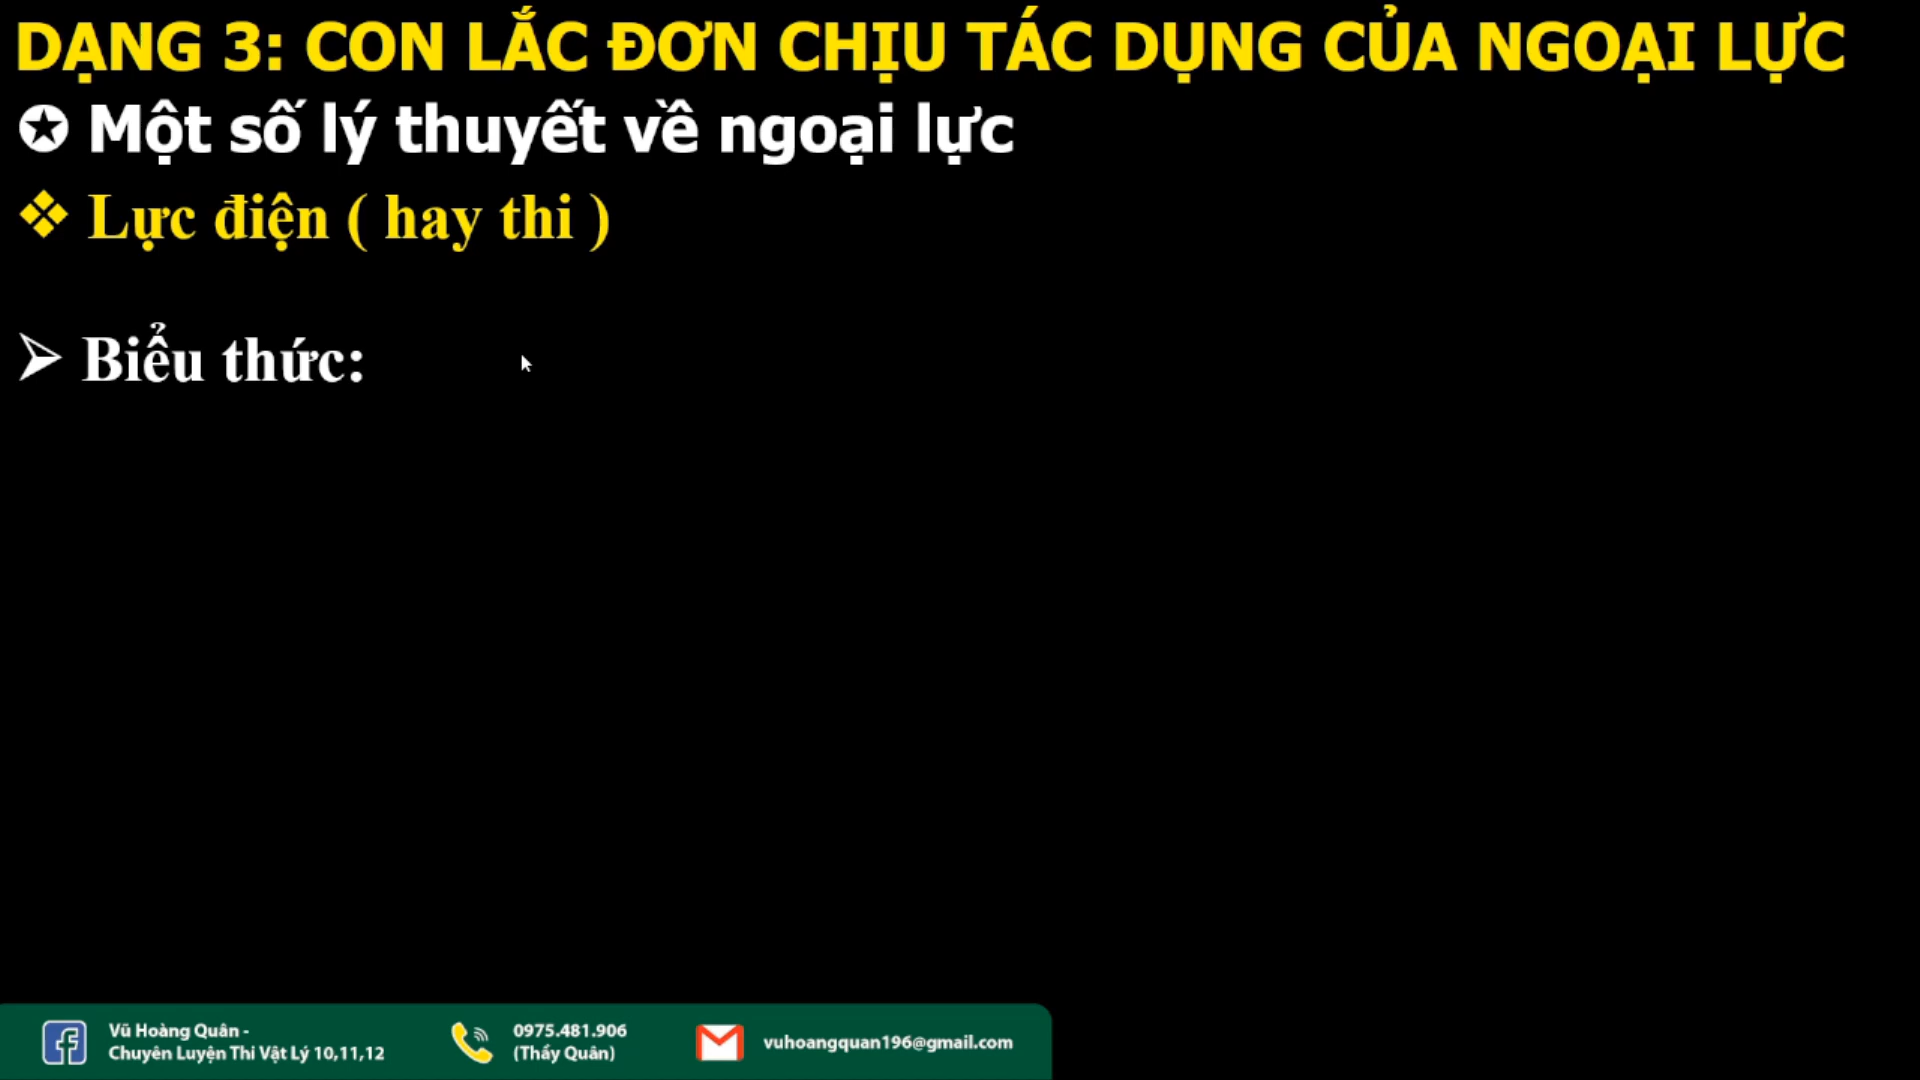 DẠNG 3: CON LẮC ĐƠN CHỊU TÁC DỤNG CỦA NGOẠI LỰC
✪ Một số lý thuyết về ngoại lực
❖ Lực điện ( hay thi )
➢ Biểu thức:
Vũ Hoàng Quân -
Chuyên Luyện Thi Vật Lý 10,11,12
0975.481.906
(Thầy Quân)
vuhoangquan196@gmail.com